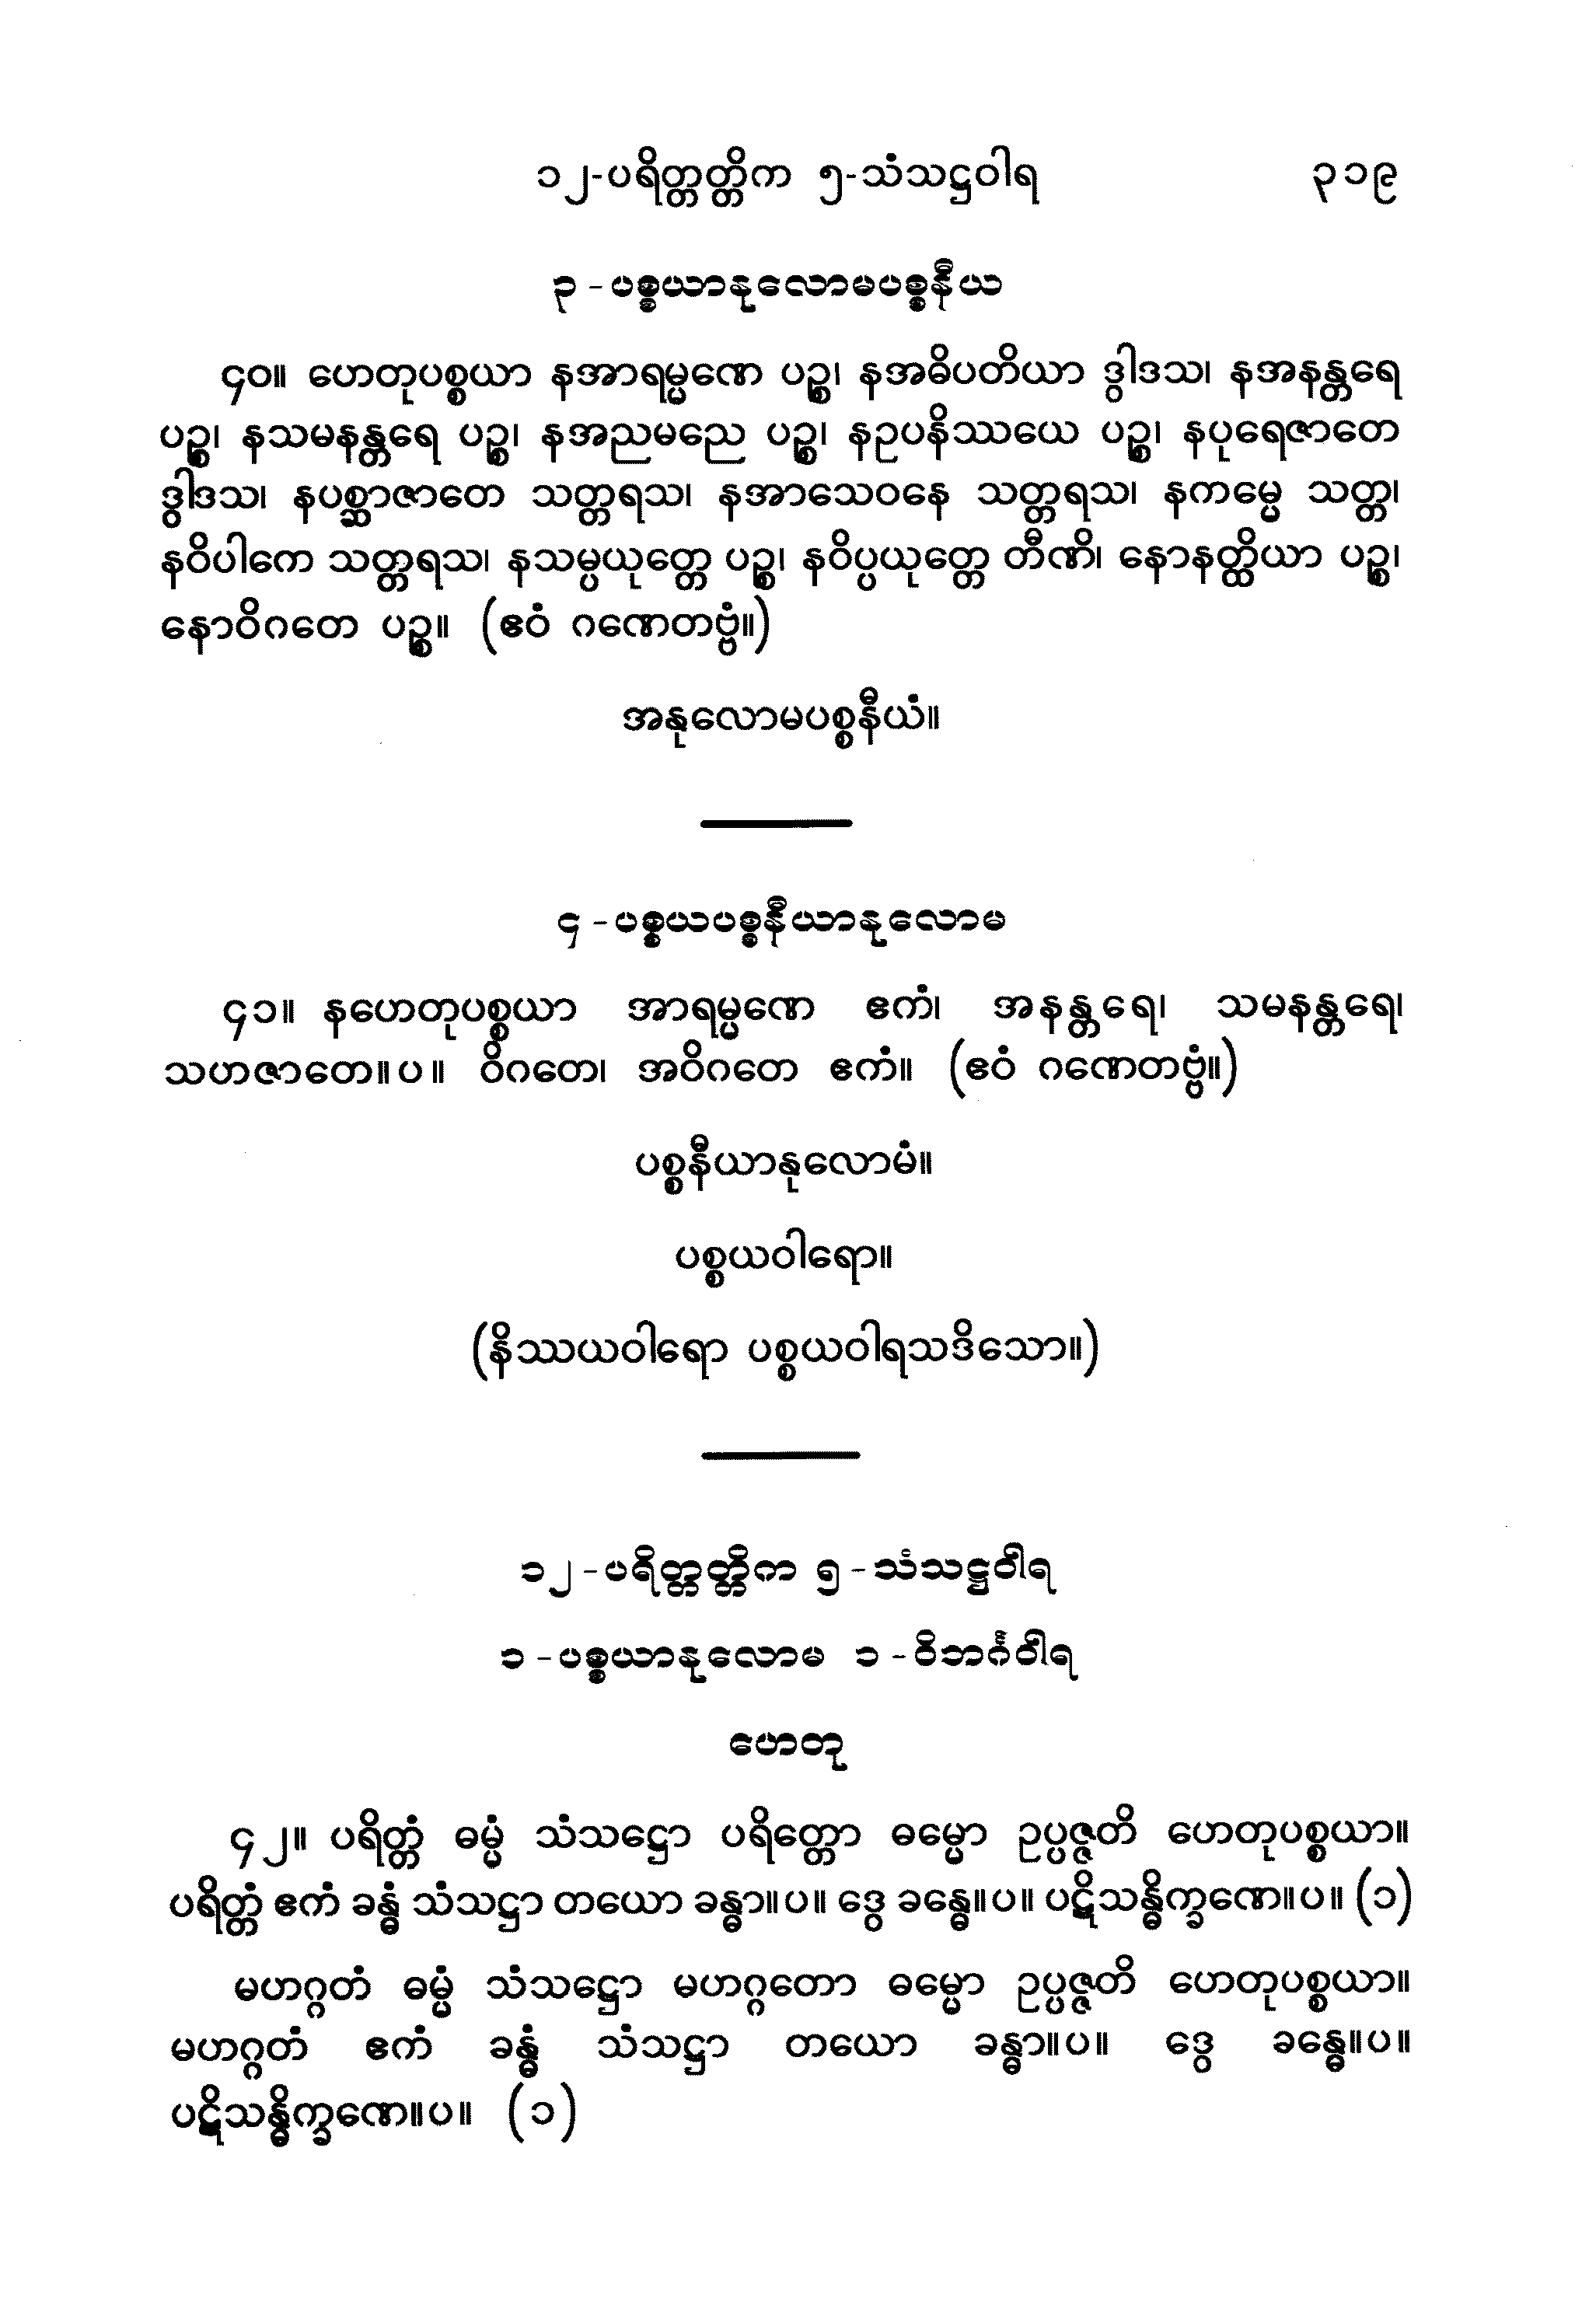 ၁၂-ပရိတ္တတ္တိက ၅-သံသဋ္ဌဝါရ ၃၁၉
၃-ပစ္စယာနုလောမပစ္စနီယ
၄၀။ ဟေတုပစ္စယာ နအာရမ္မဏေ ပဉ္စ၊ နအဓိပတိယာ ဒွါဒသ၊ နအနန္တရေ
ပဉ္စ၊ နသမနန္တရေ ပဉ္စ၊ နအညမညေ ပဉ္စ၊ နဥပနိဿယေ ပဉ္စ၊ နပုရေဇာတေ
ဒွါဒသ၊ နပစ္ဆာဇာတေ သတ္တရသ၊ နအာသေဝနေ သတ္တရသ၊ နကမ္မေ သတ္တ၊
နဝိပါကေ သတ္တရသ၊ နသမ္ပယုတ္တေ ပဉ္စ၊ နဝိပ္ပယုတ္တေ တီဏိ၊ နောနတ္ထိယာ ပဉ္စ၊
နောဝိဂတေ ပဉ္စ။ (ဧဝံ ဂဏေတဗ္ဗံ။)
အနုလောမပစ္စနီယံ။
၄-ပစ္စယပစ္စနီယာနုလောမ
၄၁။ နဟေတုပစ္စယာ အာရမ္မဏေ ဧကံ၊ အနန္တရေ၊ သမနန္တရေ၊
သဟဇာတေ။ပ။ ဝိဂတေ၊ အဝိဂတေ ဧကံ။ (ဧဝံ ဂဏေတဗ္ဗံ။)
ပစ္စနီယာနုလောမံ။
ပစ္စယဝါရော။
(နိဿယဝါရော ပစ္စယဝါရသဒိသော။)
၁၂-ပရိတ္တတ္တိက ၅-သံသဋ္ဌဝါရ
၁-ပစ္စယာနုလောမ ၁-ဝိဘင်္ဂဝါရ
ဟေတု
၄၂။ ပရိတ္တံ ဓမ္မံ သံသဋ္ဌော ပရိတ္တော ဓမ္မော ဥပ္ပဇ္ဇတိ ဟေတုပစ္စယာ။
ပရိတ္တံ ဧကံ ခန္ဓံ သံသဋ္ဌာ တယော ခန္ဓာ။ပ။ ဒွေ ခန္ဓေ။ပ။ ပဋိသန္ဓိက္ခဏေ။ပ။ (၁)
မဟဂ္ဂတံ ဓမ္မံ သံသဋ္ဌော မဟဂ္ဂတော ဓမ္မော ဥပ္ပဇ္ဇတိ ဟေတုပစ္စယာ။
မဟဂ္ဂတံ ဧကံ ခန္ဓံ သံသဋ္ဌာ တယော ခန္ဓာ။ပ။ ဒွေ ခန္ဓေ။ပ။
ပဋိသန္ဓိက္ခဏေ။ပ။ (၁)